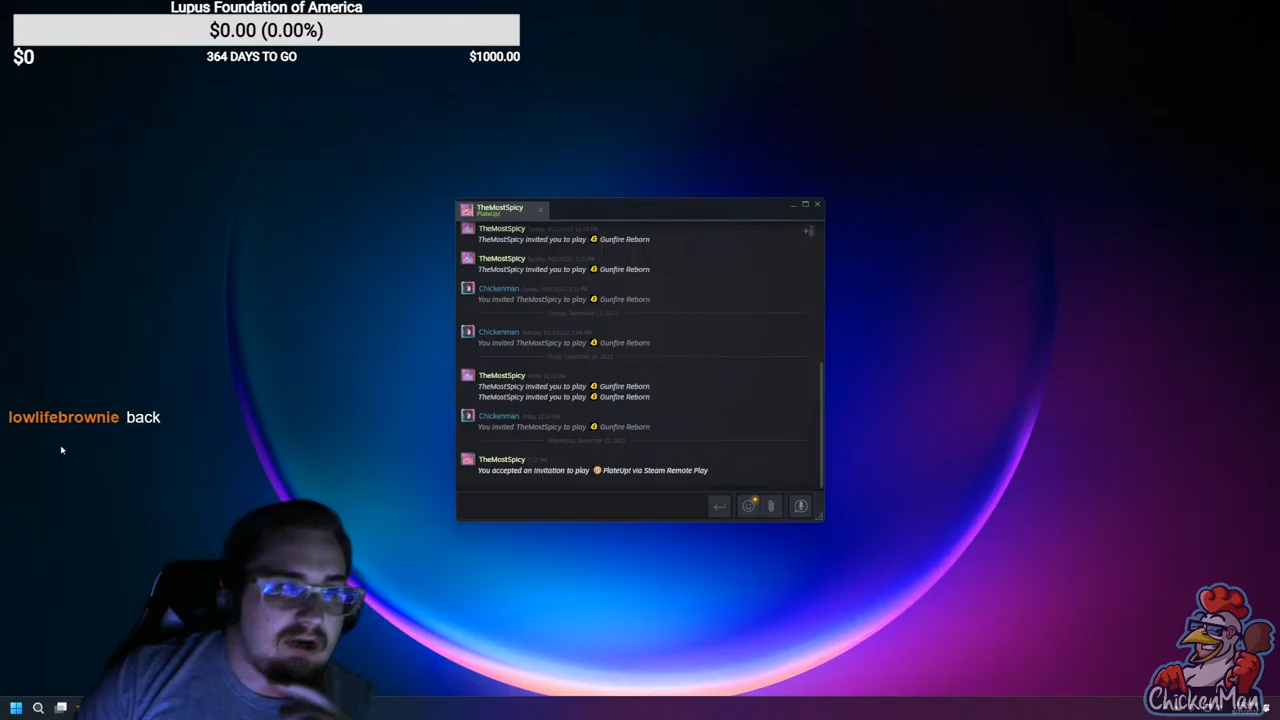 Lupus Foundation of America
$0.00 (0.00%)
$0 364 DAYS TO GO $1000.00
TheMostSpicy
PlateUp!
TheMostSpicy
TheMostSpicy invited you to play Gunfire Reborn
TheMostSpicy
TheMostSpicy invited you to play Gunfire Reborn
Chickenman
You invited TheMostSpicy to play Gunfire Reborn
Chickenman
You invited TheMostSpicy to play Gunfire Reborn
TheMostSpicy
TheMostSpicy invited you to play Gunfire Reborn
TheMostSpicy invited you to play Gunfire Reborn
Chickenman
You invited TheMostSpicy to play Gunfire Reborn
TheMostSpicy
You accepted an invitation to play PlateUp! via Steam Remote Play
lowlifebrownie back
ChickenMan